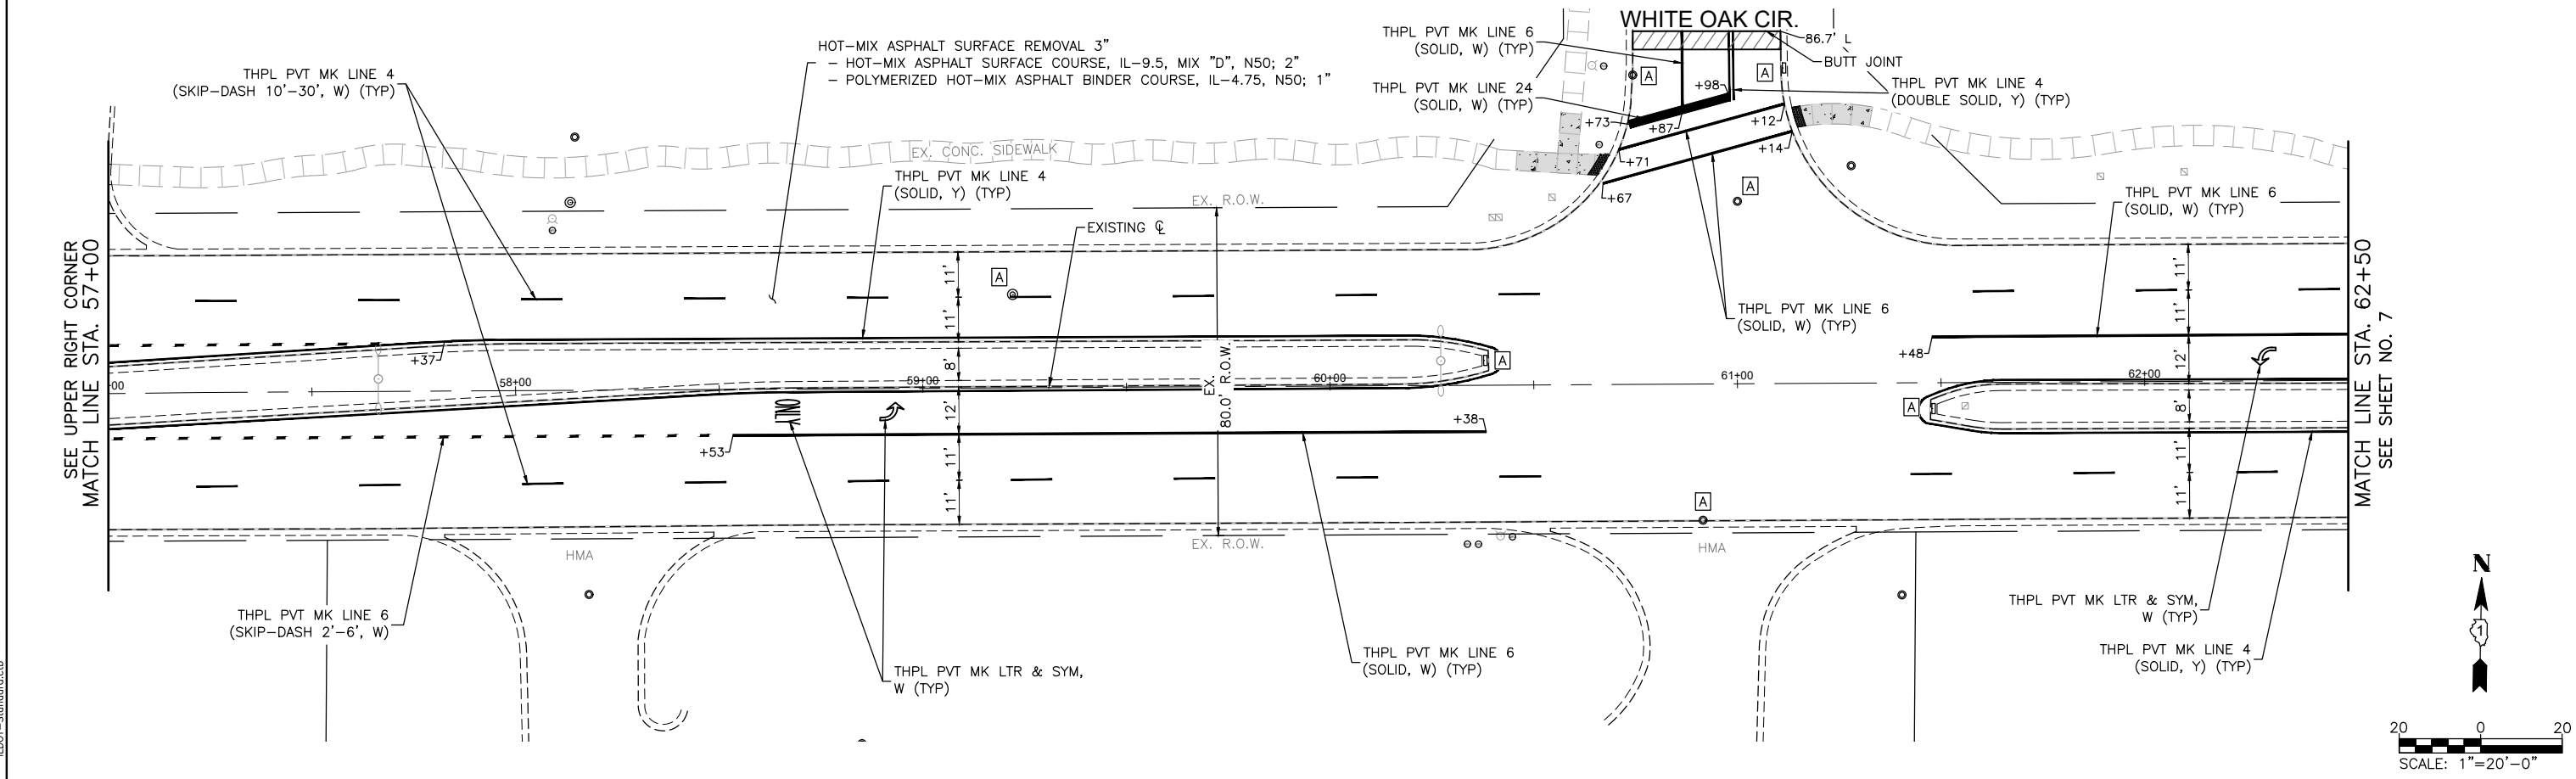 WHITE OAK CIR.
THPL PVT MK LINE 6
(SOLID, W) (TYP)
86.7' L
BUTT JOINT
HOT-MIX ASPHALT SURFACE REMOVAL 3"
- HOT-MIX ASPHALT SURFACE COURSE, IL-9.5, MIX "D", N50; 2"
- POLYMERIZED HOT-MIX ASPHALT BINDER COURSE, IL-4.75, N50; 1"
THPL PVT MK LINE 4
(SKIP-DASH 10'-30', W) (TYP)
A
A
THPL PVT MK LINE 24
(SOLID, W) (TYP)
+98
THPL PVT MK LINE 4
(DOUBLE SOLID, Y) (TYP)
+73
+87
+12
+14
+71
+67
EX. CONC. SIDEWALK
THPL PVT MK LINE 4
(SOLID, Y) (TYP)
EX. R.O.W.
A
THPL PVT MK LINE 6
(SOLID, W) (TYP)
EXISTING ℄
SEE UPPER RIGHT CORNER
MATCH LINE STA. 57+00
11'
11'
8'
12'
11'
11'
A
THPL PVT MK LINE 6
(SOLID, W) (TYP)
11'
11'
12'
8'
11'
11'
MATCH LINE STA. 62+50
SEE SHEET NO. 7
+37
EX.
80.0' R.O.W.
A
+48
00
58+00
59+00
60+00
61+00
62+00
ONLY
A
+53
+38
A
HMA
EX. R.O.W.
HMA
THPL PVT MK LINE 6
(SKIP-DASH 2'-6', W)
THPL PVT MK LTR & SYM,
W (TYP)
THPL PVT MK LINE 6
(SOLID, W) (TYP)
THPL PVT MK LTR & SYM,
W (TYP)
THPL PVT MK LINE 4
(SOLID, Y) (TYP)
N
1
20 0 20
SCALE: 1"=20'-0"